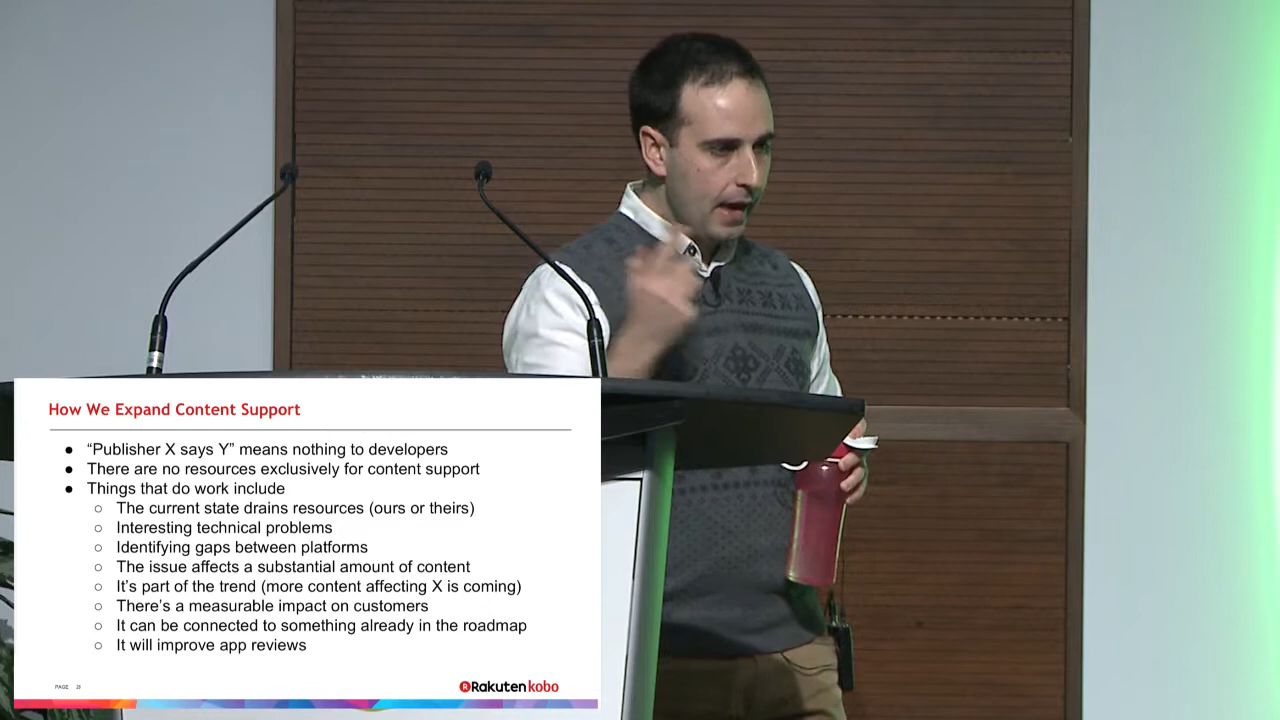 How We Expand Content Support
● “Publisher X says Y” means nothing to developers
● There are no resources exclusively for content support
● Things that do work include
○ The current state drains resources (ours or theirs)
○ Interesting technical problems
○ Identifying gaps between platforms
○ The issue affects a substantial amount of content
○ It’s part of the trend (more content affecting X is coming)
○ There’s a measurable impact on customers
○ It can be connected to something already in the roadmap
○ It will improve app reviews
PAGE
Rakuten kobo